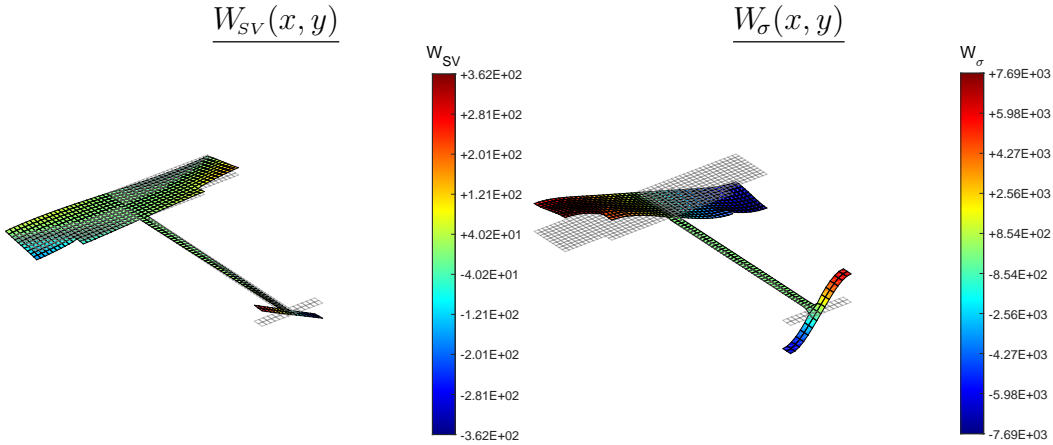 W_SV(x, y)
W_σ(x, y)
W_SV
+3.62E+02
+2.81E+02
+2.01E+02
+1.21E+02
+4.02E+01
-4.02E+01
-1.21E+02
-2.01E+02
-2.81E+02
-3.62E+02
W_σ
+7.69E+03
+5.98E+03
+4.27E+03
+2.56E+03
+8.54E+02
-8.54E+02
-2.56E+03
-4.27E+03
-5.98E+03
-7.69E+03